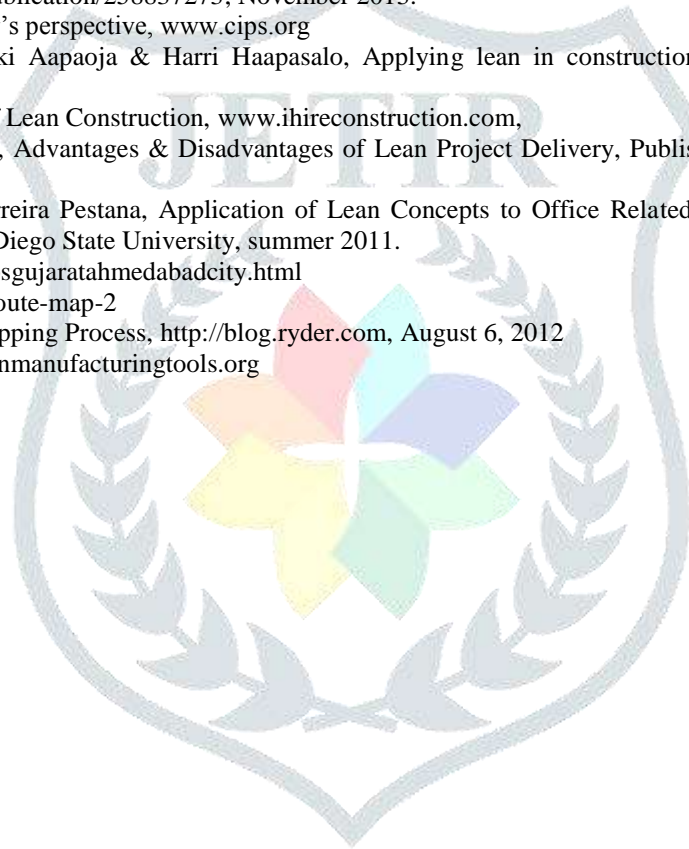 ublication/258837273, November 2015.
's perspective, www.cips.org
ki Aapaoja & Harri Haapasalo, Applying lean in construction
f Lean Construction, www.ihireconstruction.com,
, Advantages & Disadvantages of Lean Project Delivery, Publis
rreira Pestana, Application of Lean Concepts to Office Related
Diego State University, summer 2011.
sgujaratahmedabadcity.html
oute-map-2
pping Process, http://blog.ryder.com, August 6, 2012
nmanufacturingtools.org
JETIR